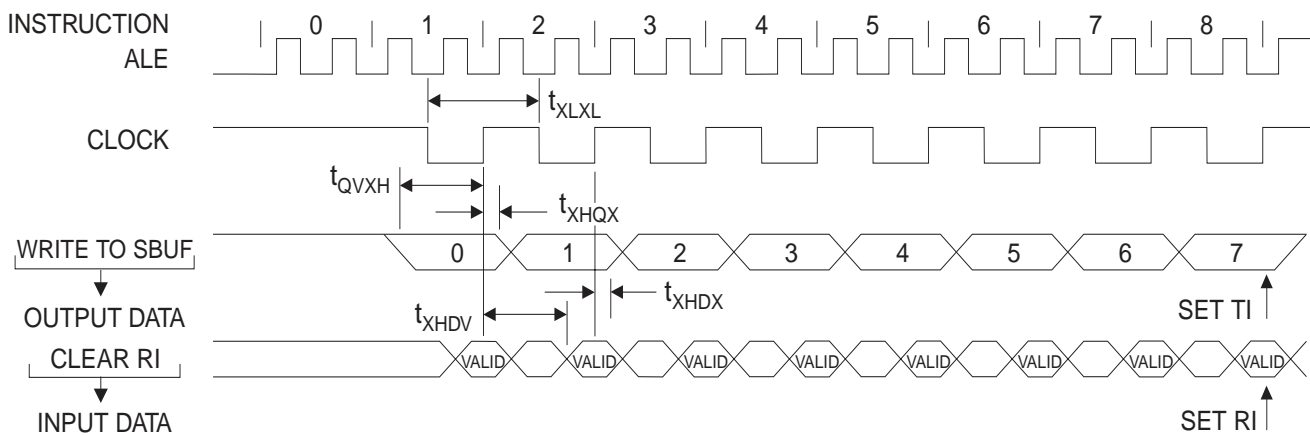 INSTRUCTION
0 1 2 3 4 5 6 7 8
ALE
tXLXL
CLOCK
tQVXH
tXHQX
WRITE TO SBUF
0 1 2 3 4 5 6 7
tXHDX
SET TI
OUTPUT DATA
tXHDV
CLEAR RI
VALID VALID VALID VALID VALID VALID VALID VALID
INPUT DATA
SET RI